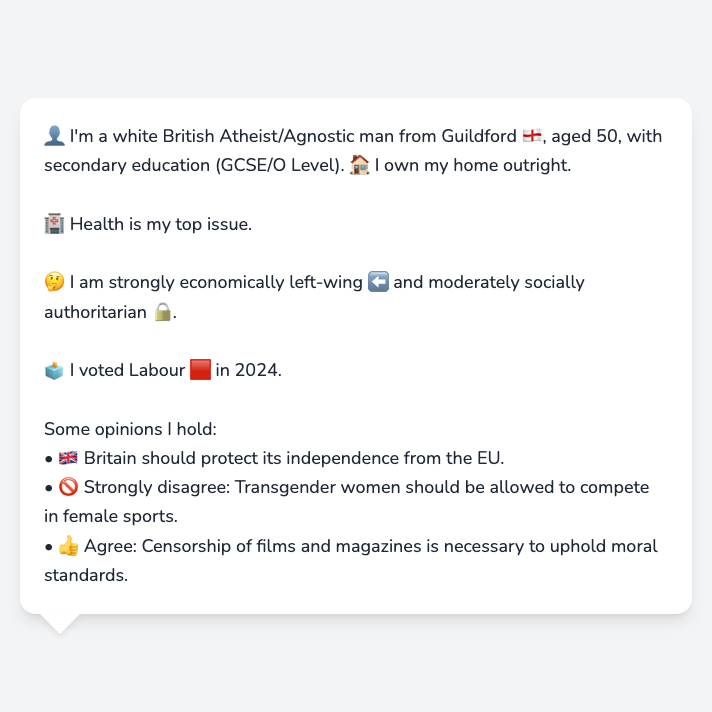 👤 I'm a white British Atheist/Agnostic man from Guildford 🏴󠁧󠁢󠁥󠁮󠁧󠁿, aged 50, with
secondary education (GCSE/O Level). 🏠 I own my home outright.
🏥 Health is my top issue.
🤔 I am strongly economically left-wing ⬅️ and moderately socially
authoritarian 🔒.
🗳️ I voted Labour 🟥 in 2024.
Some opinions I hold:
• 🇬🇧 Britain should protect its independence from the EU.
• 🚫 Strongly disagree: Transgender women should be allowed to compete
in female sports.
• 👍 Agree: Censorship of films and magazines is necessary to uphold moral
standards.